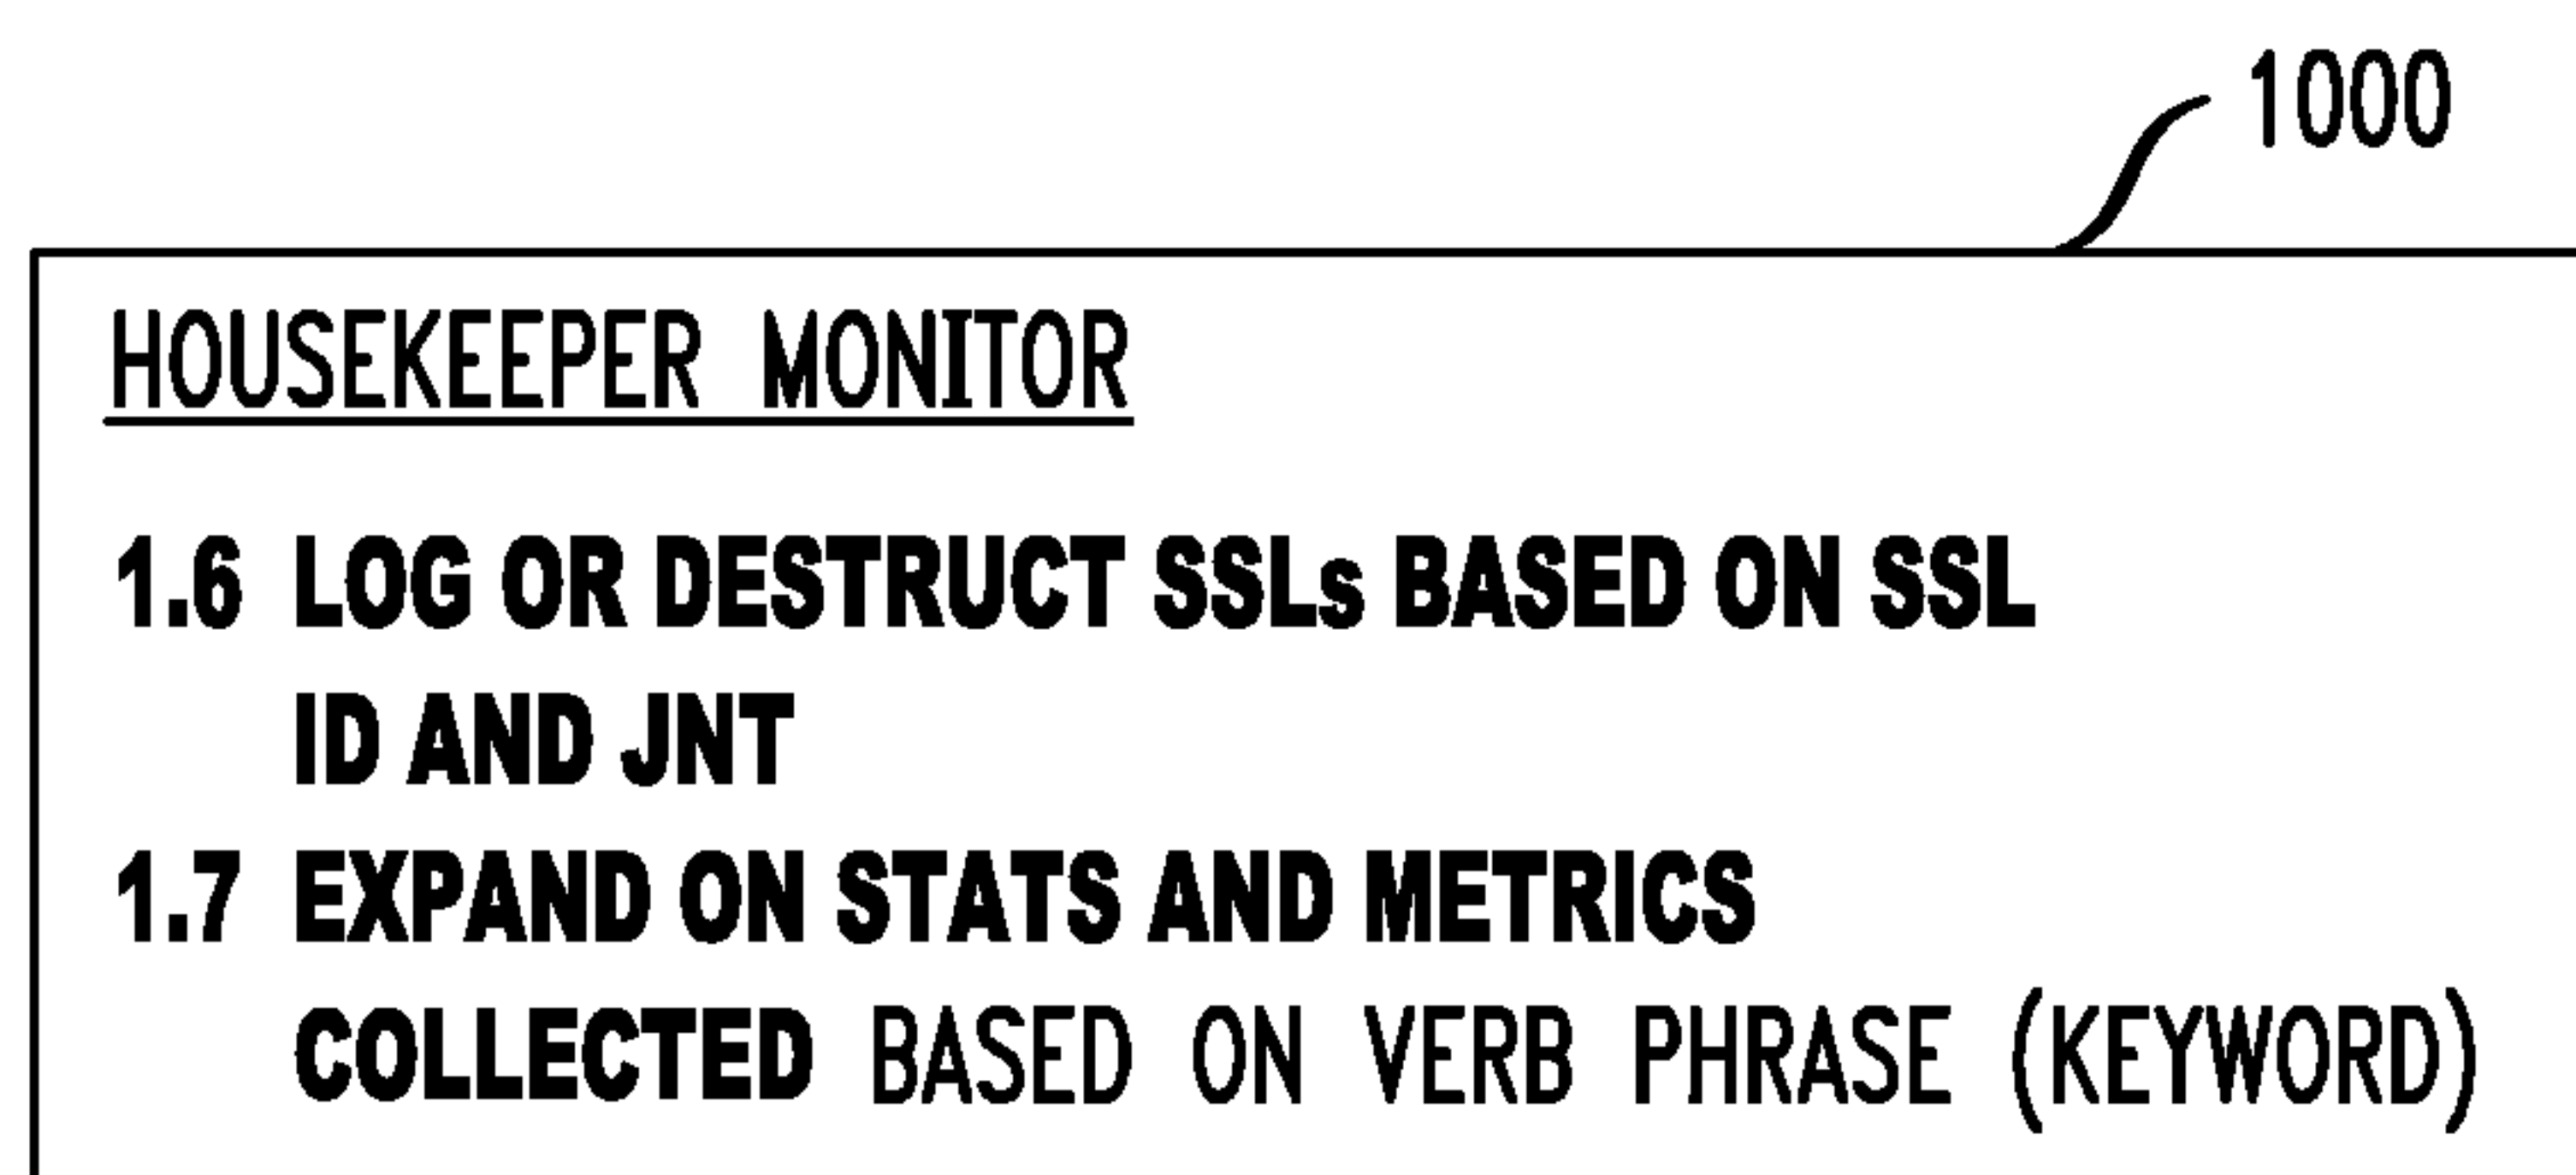 1000
HOUSEKEEPER MONITOR
1.6 LOG OR DESTRUCT SSLs BASED ON SSL
ID AND JNT
1.7 EXPAND ON STATS AND METRICS
COLLECTED BASED ON VERB PHRASE (KEYWORD)